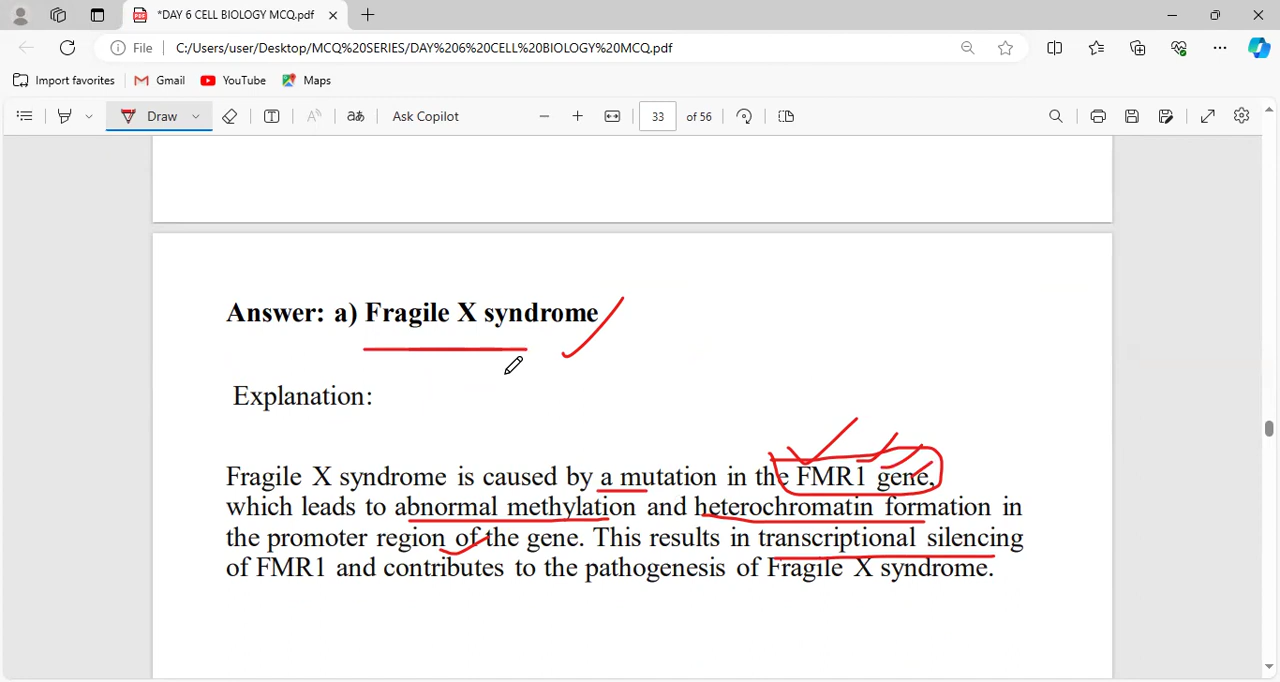 *DAY 6 CELL BIOLOGY MCQ.pdf
File C:/Users/user/Desktop/MCQ%20SERIES/DAY%206%20CELL%20BIOLOGY%20MCQ.pdf
Import favorites Gmail YouTube Maps
Draw aあ Ask Copilot 33 of 56
Answer: a) Fragile X syndrome
Explanation:
Fragile X syndrome is caused by a mutation in the FMR1 gene,
which leads to abnormal methylation and heterochromatin formation in
the promoter region of the gene. This results in transcriptional silencing
of FMR1 and contributes to the pathogenesis of Fragile X syndrome.